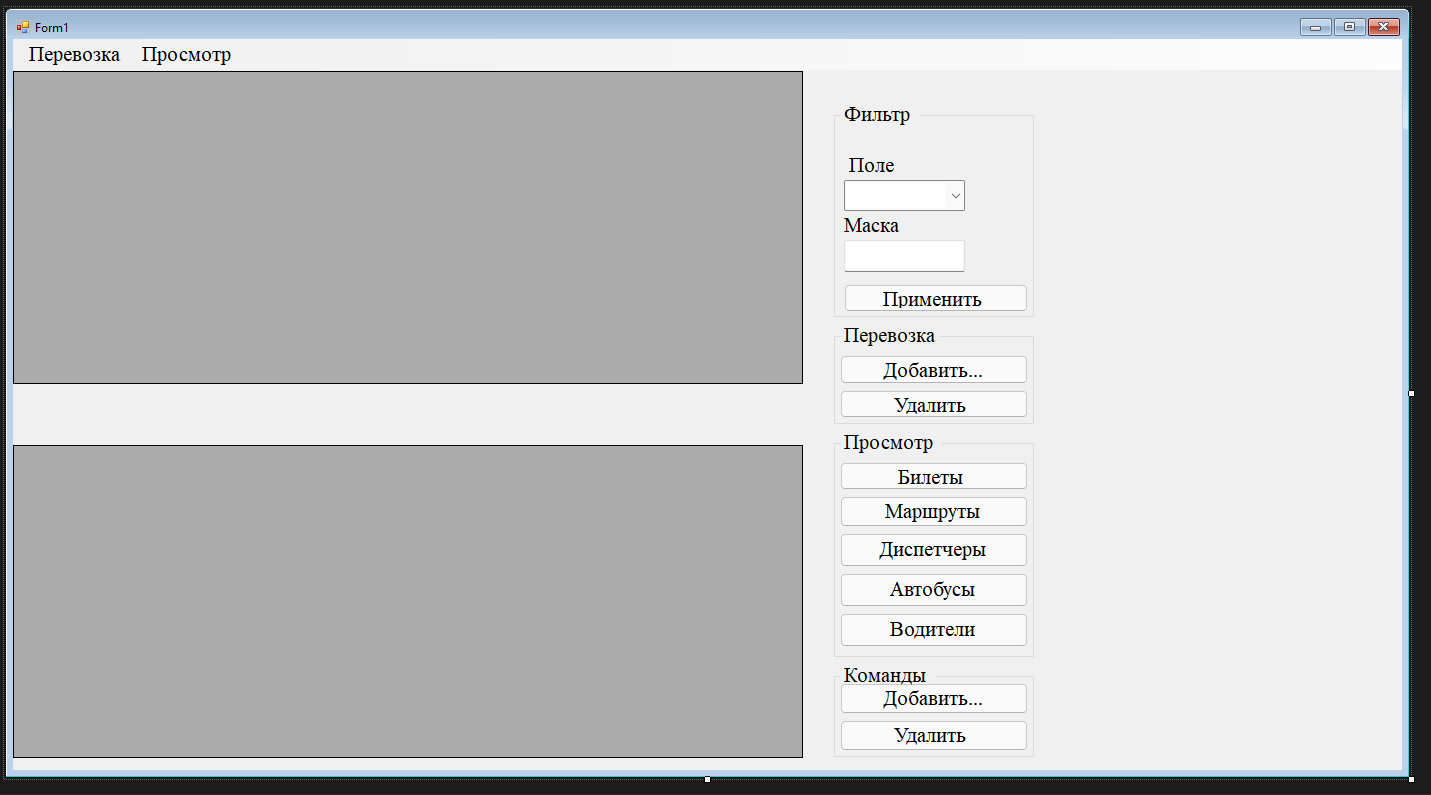 Form1
Перевозка Просмотр
Фильтр
Поле
Маска
Применить
Перевозка
Добавить...
Удалить
Просмотр
Билеты
Маршруты
Диспетчеры
Автобусы
Водители
Команды
Добавить...
Удалить